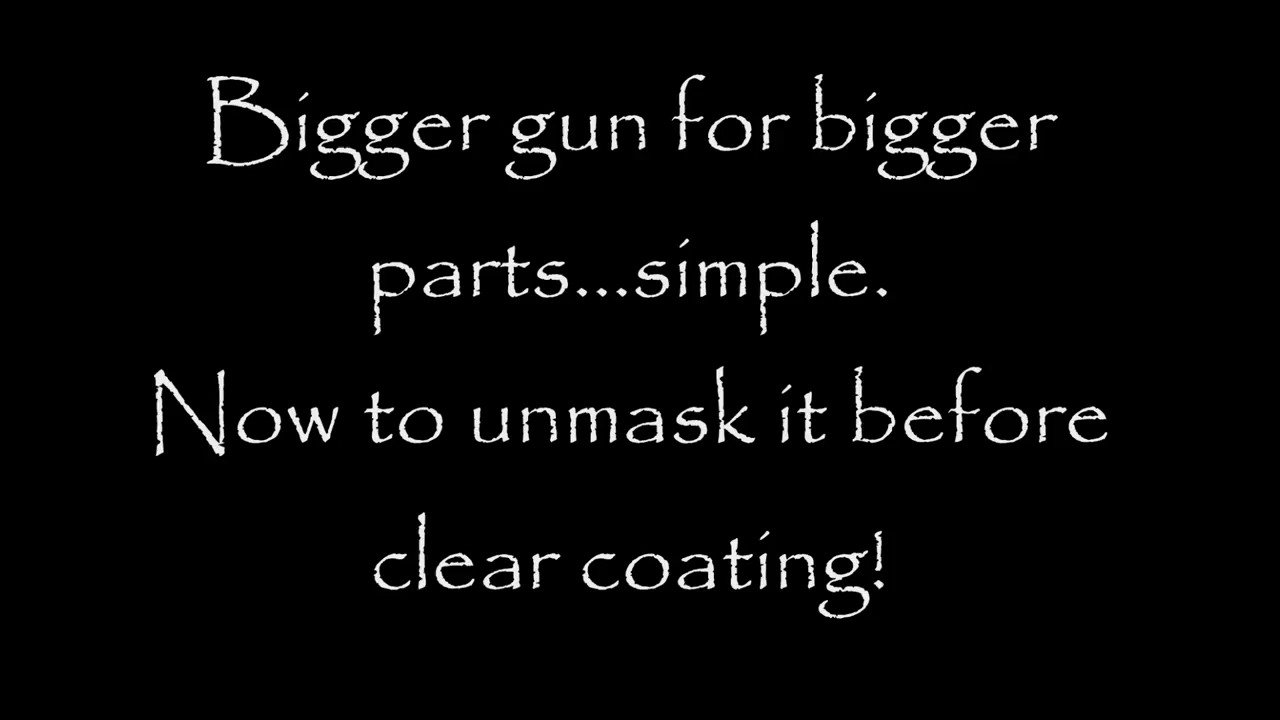 Bigger gun for bigger
parts...simple.
Now to unmask it before
clear coating!